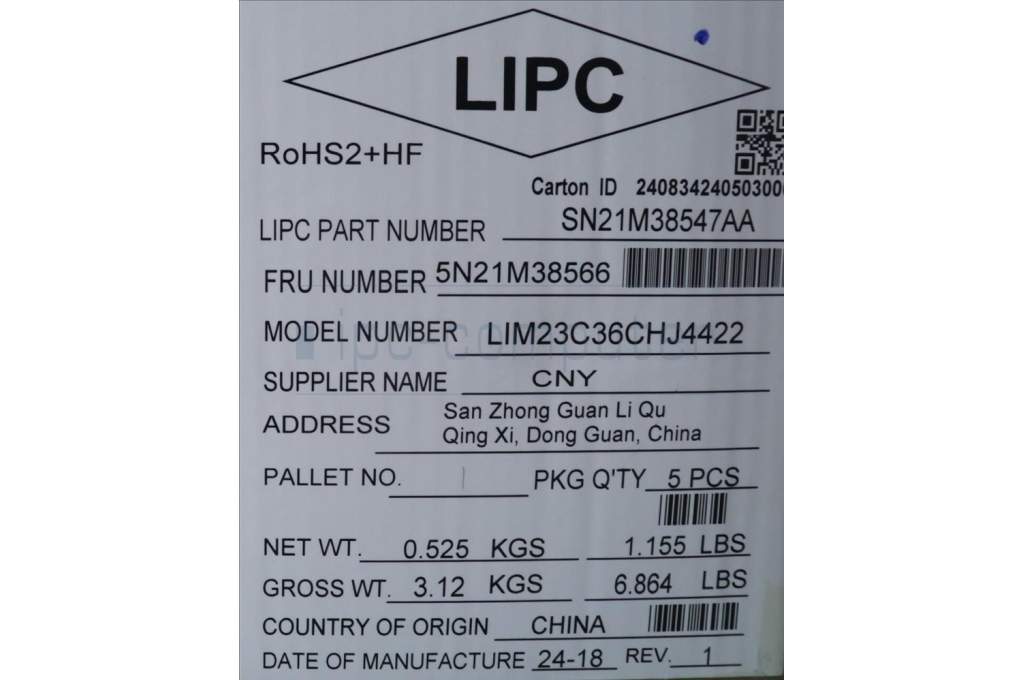 LIPC
RoHS2+HF
Carton ID 24083424050300
LIPC PART NUMBER SN21M38547AA
FRU NUMBER 5N21M38566
MODEL NUMBER LIM23C36CHJ4422
ipc-computer
SUPPLIER NAME CNY
ADDRESS San Zhong Guan Li Qu
Qing Xi, Dong Guan, China
PALLET NO. PKG Q'TY 5 PCS
NET WT. 0.525 KGS 1.155 LBS
GROSS WT. 3.12 KGS 6.864 LBS
COUNTRY OF ORIGIN CHINA
DATE OF MANUFACTURE 24-18 REV. 1